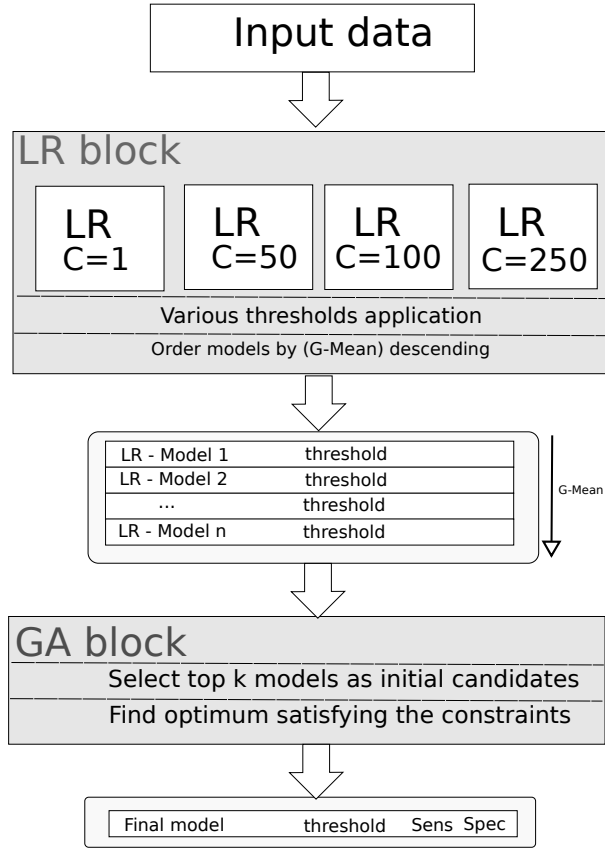 Input data
LR block
LR LR LR LR
C=1 C=50 C=100 C=250
Various thresholds application
Order models by (G-Mean) descending
LR - Model 1 threshold
LR - Model 2 threshold
... threshold
LR - Model n threshold
G-Mean
GA block
Select top k models as initial candidates
Find optimum satisfying the constraints
Final model threshold Sens Spec